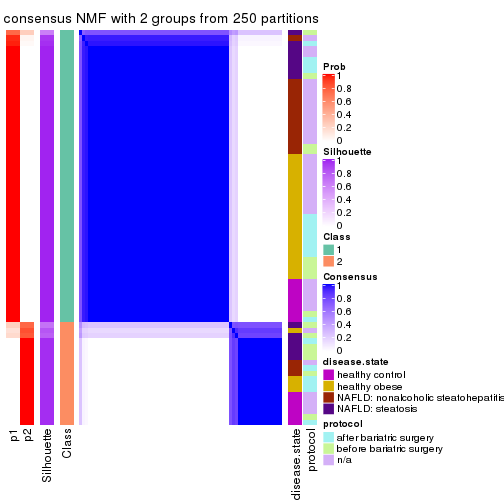 consensus NMF with 2 groups from 250 partitions
Prob
1
0.8
0.6
0.4
0.2
0
Silhouette
1
0.8
0.6
0.4
0.2
0
Class
1
2
Consensus
1
0.8
0.6
0.4
0.2
0
disease.state
healthy control
healthy obese
NAFLD: nonalcoholic steatohepatitis
NAFLD: steatosis
protocol
after bariatric surgery
before bariatric surgery
n/a
p1
p2
Silhouette
Class
disease.state
protocol